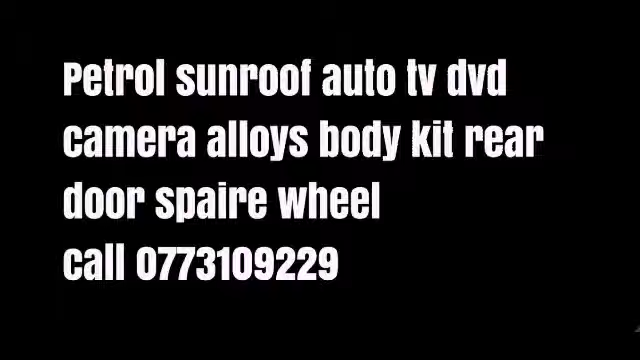 Petrol sunroof auto tv dvd
camera alloys body kit rear
door spaire wheel
call 0773109229